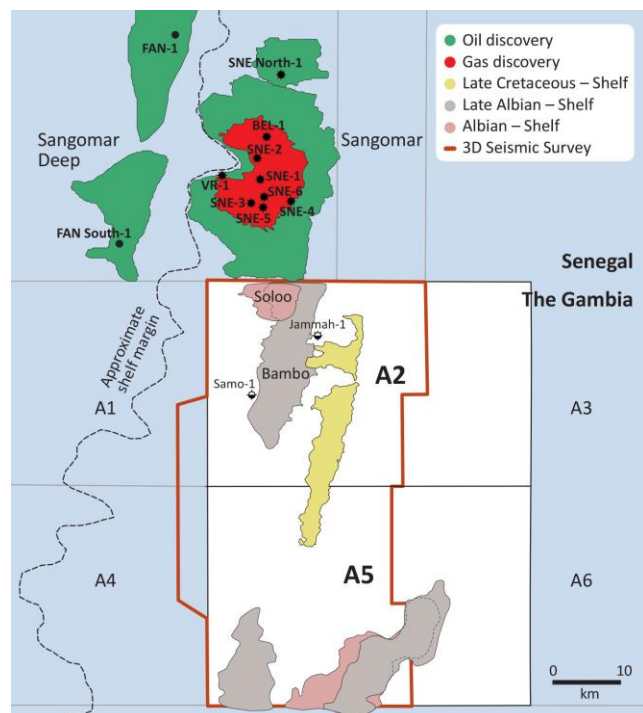 FAN-1
SNE North-1
Oil discovery
Gas discovery
Late Cretaceous – Shelf
Late Albian – Shelf
Albian – Shelf
3D Seismic Survey
Sangomar
Deep
BEL-1
SNE-2
Sangomar
VR-1
SNE-1
SNE-6
SNE-3
SNE-4
SNE-5
FAN South-1
Senegal
The Gambia
Approximate
shelf margin
Soloo
Jammah-1
Bambo
A2
Samo-1
A1
A3
A5
A4
A6
0
10
km